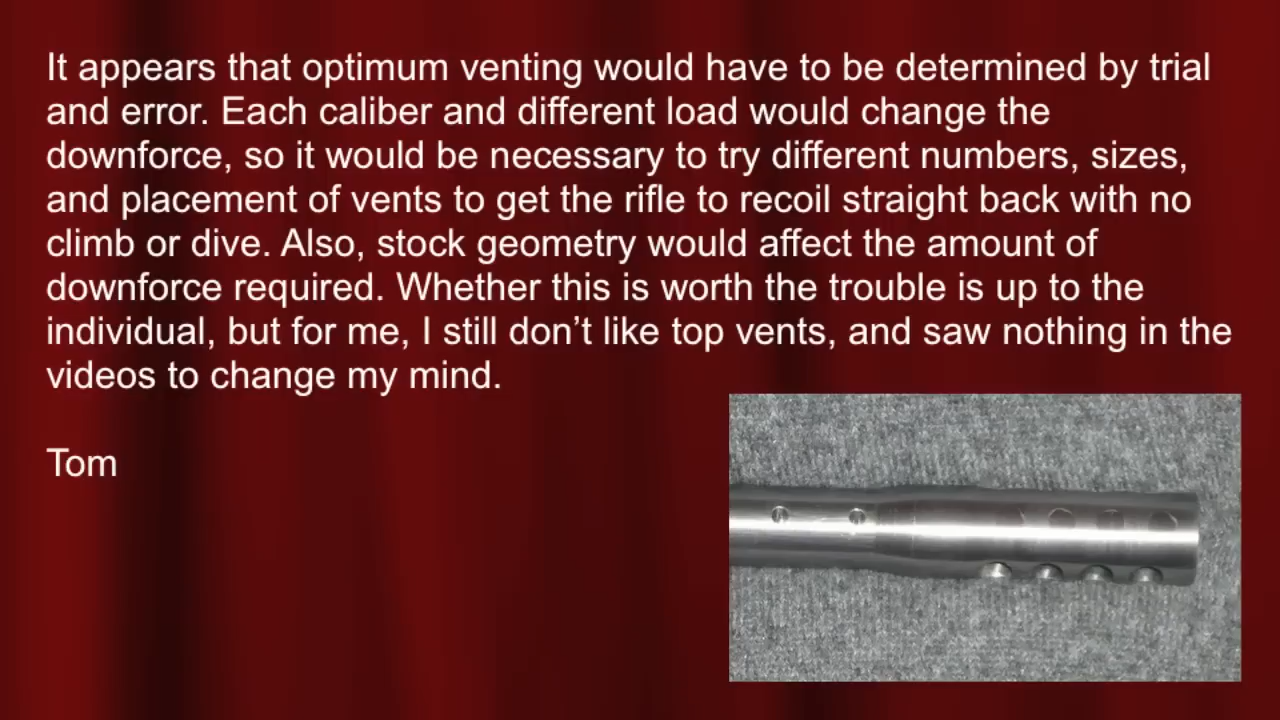 It appears that optimum venting would have to be determined by trial
and error. Each caliber and different load would change the
downforce, so it would be necessary to try different numbers, sizes,
and placement of vents to get the rifle to recoil straight back with no
climb or dive. Also, stock geometry would affect the amount of
downforce required. Whether this is worth the trouble is up to the
individual, but for me, I still don’t like top vents, and saw nothing in the
videos to change my mind.
Tom